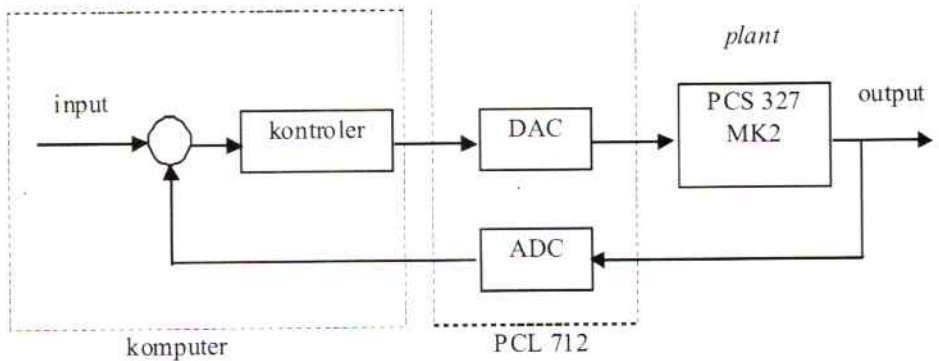 plant
input
kontroler
DAC
PCS 327
MK2
output
ADC
komputer
PCL 712